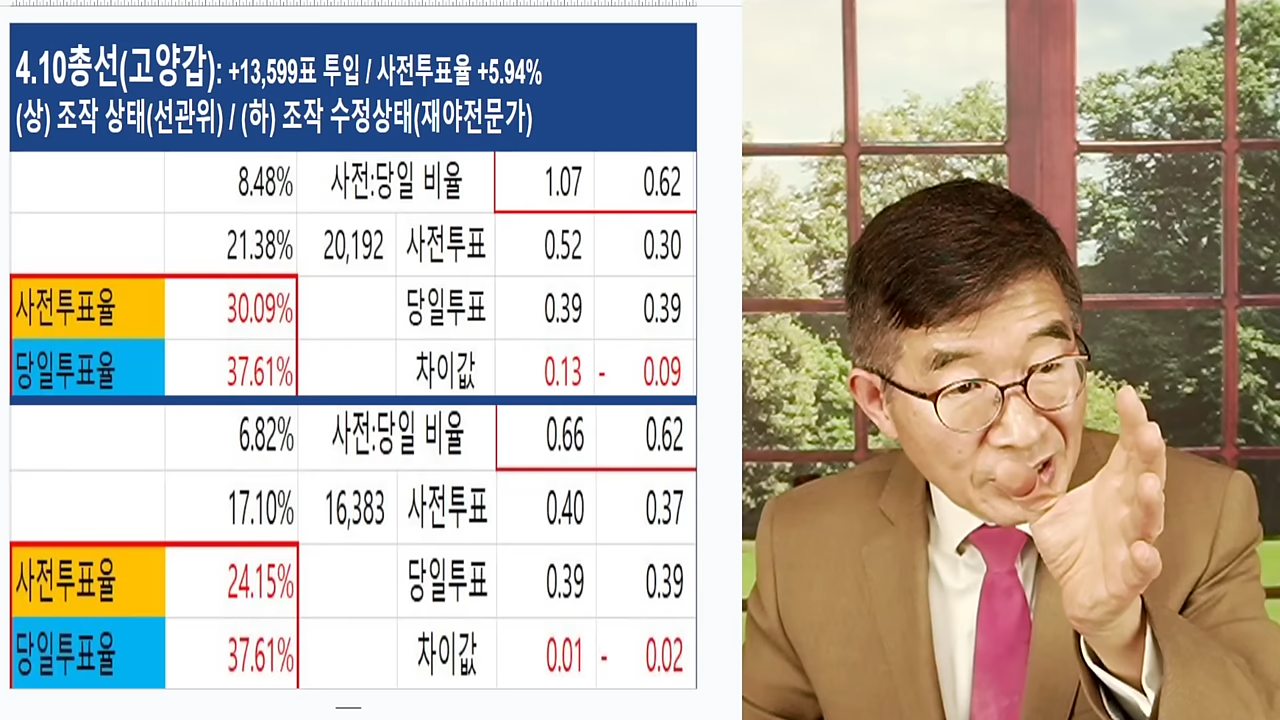 4.10총선(고양갑): +13,599표 투입 / 사전투표율 +5.94%
(상) 조작 상태(선관위) / (하) 조작 수정상태(재야전문가)
8.48% 사전:당일 비율 1.07 0.62
21.38% 20,192 사전투표 0.52 0.30
사전투표율 30.09% 당일투표 0.39 0.39
당일투표율 37.61% 차이값 0.13 - 0.09
6.82% 사전:당일 비율 0.66 0.62
17.10% 16,383 사전투표 0.40 0.37
사전투표율 24.15% 당일투표 0.39 0.39
당일투표율 37.61% 차이값 0.01 - 0.02